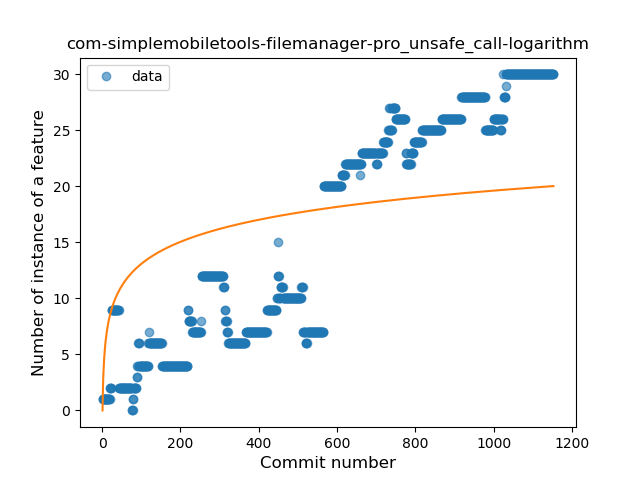 com-simplemobiletools-filemanager-pro_unsafe_call-logarithm
data
Number of instance of a feature
30
25
20
15
10
5
0
0 200 400 600 800 1000 1200
Commit number